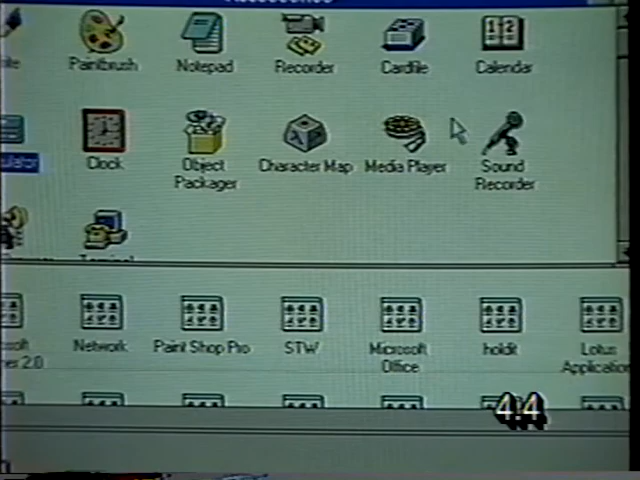 Paintbrush
Notepad
Recorder
Cardfile
Calendar
Clock
Object
Packager
Character Map
Media Player
Sound
Recorder
Network
Paint Shop Pro
STW
Microsoft
Office
holdit
Lotus
Application
4:4